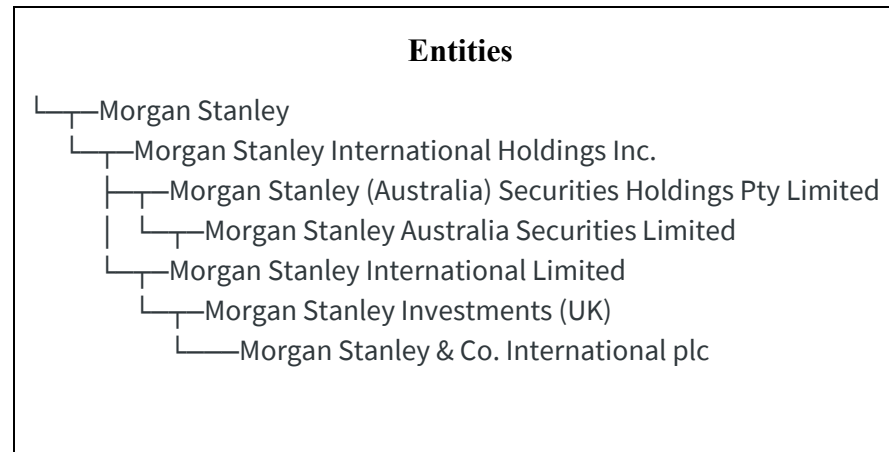 Entities
Morgan Stanley
Morgan Stanley International Holdings Inc.
Morgan Stanley (Australia) Securities Holdings Pty Limited
Morgan Stanley Australia Securities Limited
Morgan Stanley International Limited
Morgan Stanley Investments (UK)
Morgan Stanley & Co. International plc